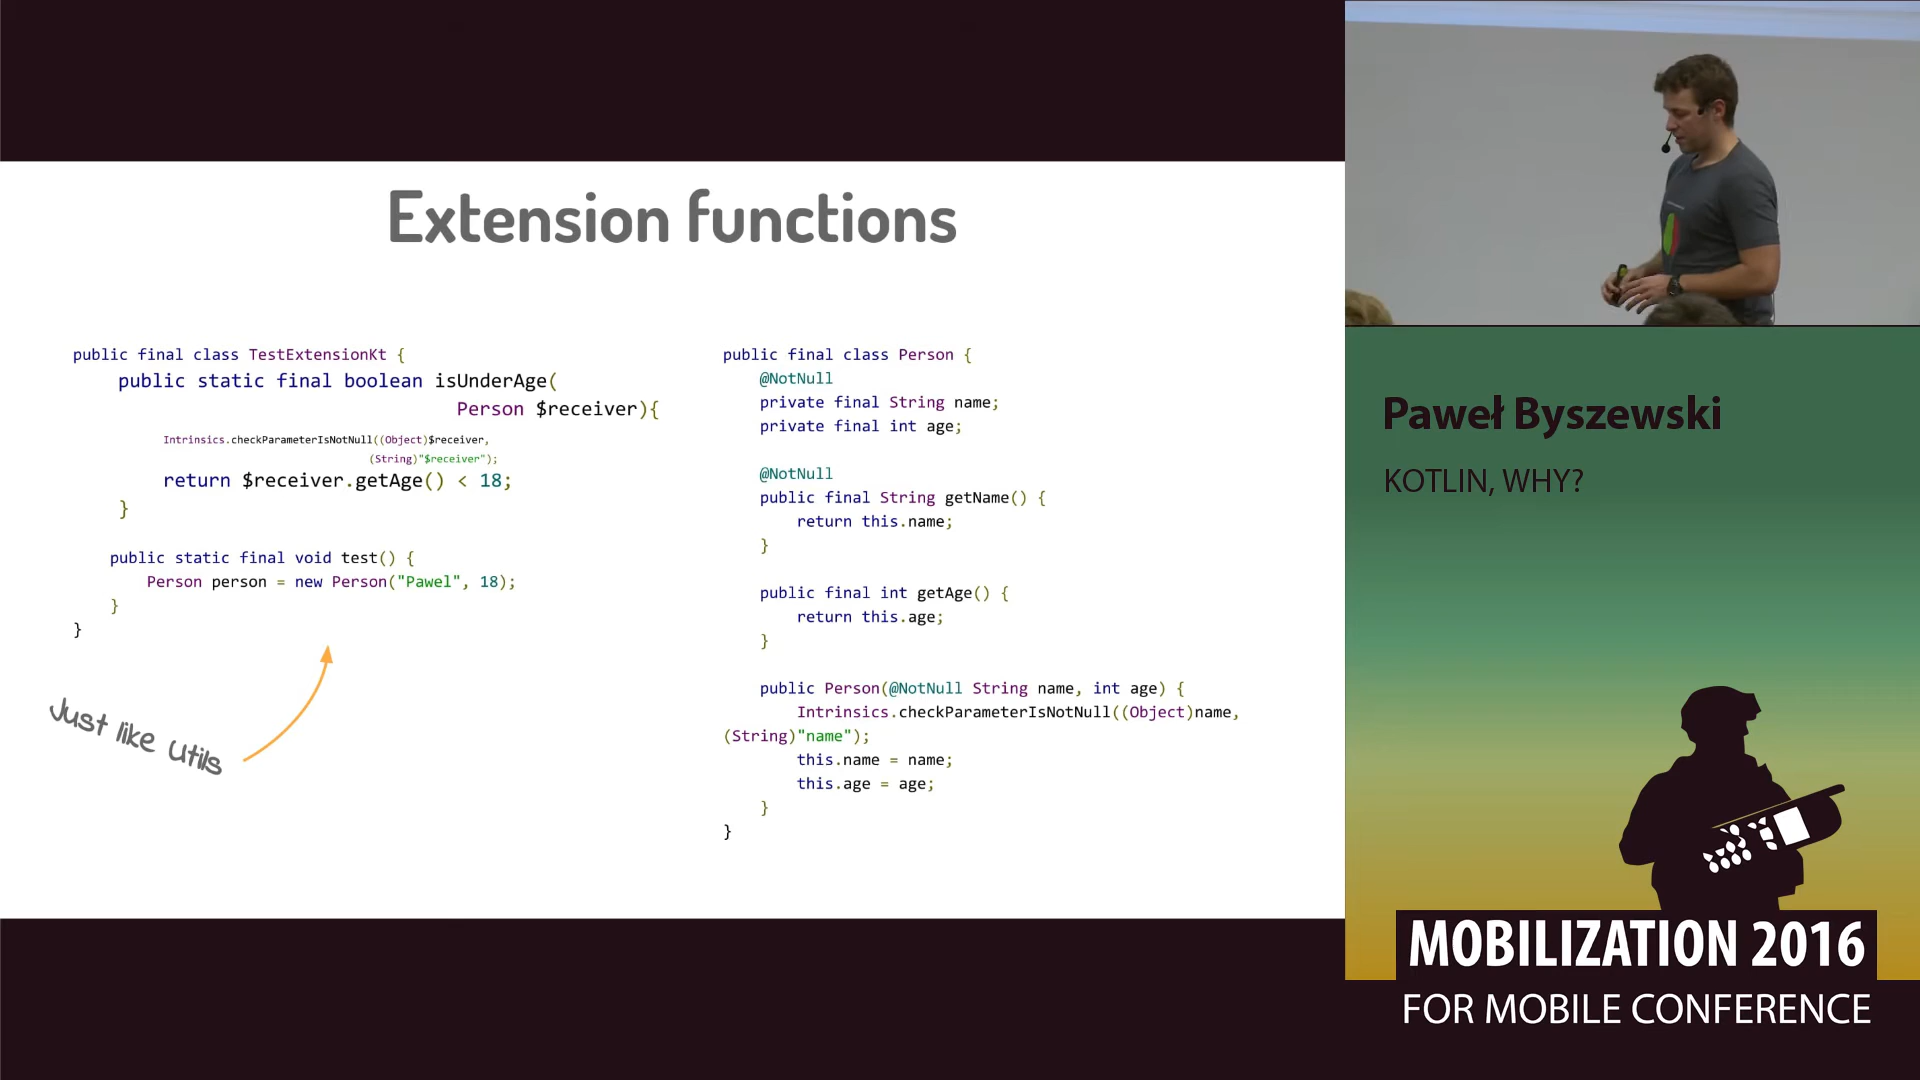 Extension functions
public final class TestExtensionKt {
public static final boolean isUnderAge(
Person $receiver){
Intrinsics.checkParameterIsNotNull((Object)$receiver,
(String)"$receiver");
return $receiver.getAge() < 18;
}
public static final void test() {
Person person = new Person("Pawel", 18);
}
}
Just like Utils
public final class Person {
@NotNull
private final String name;
private final int age;
@NotNull
public final String getName() {
return this.name;
}
public final int getAge() {
return this.age;
}
public Person(@NotNull String name, int age) {
Intrinsics.checkParameterIsNotNull((Object)name,
(String)"name");
this.name = name;
this.age = age;
}
}
Paweł Byszewski
KOTLIN, WHY?
MOBILIZATION 2016
FOR MOBILE CONFERENCE